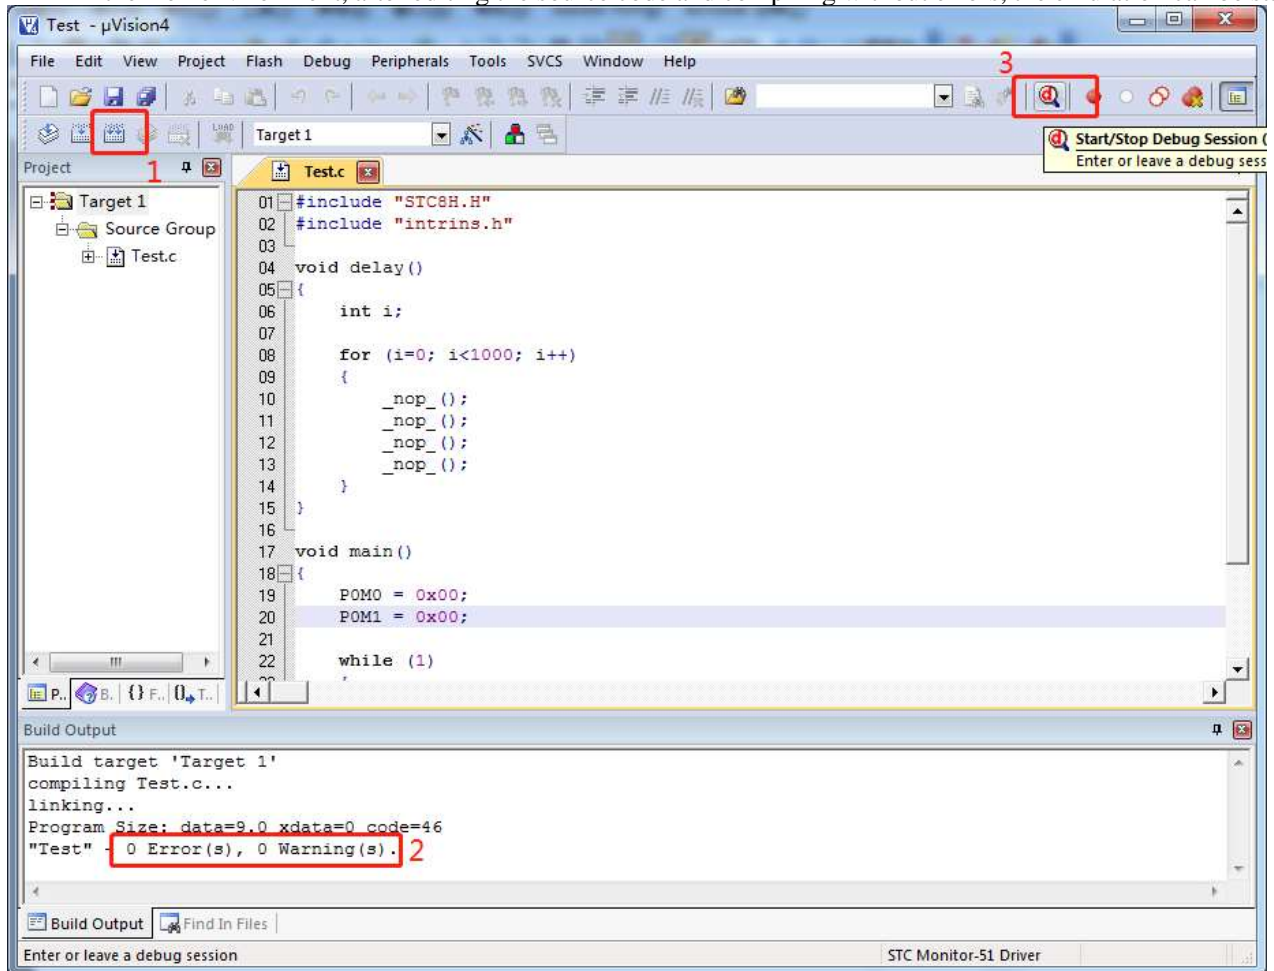 Test - µVision4
File Edit View Project Flash Debug Peripherals Tools SVCS Window Help
3
Target 1
Start/Stop Debug Session (
Enter or leave a debug sess
Project
1
Test.c
Target 1
Source Group
Test.c
01 #include "STC8H.H"
02 #include "intrins.h"
03
04 void delay()
05 {
06 int i;
07
08 for (i=0; i<1000; i++)
09 {
10 _nop_();
11 _nop_();
12 _nop_();
13 _nop_();
14 }
15 }
16
17 void main()
18 {
19 P0M0 = 0x00;
20 P0M1 = 0x00;
21
22 while (1)
P.. B. {} F.. 0 T..
Build Output
Build target 'Target 1'
compiling Test.c...
linking...
Program Size: data=9.0 xdata=0 code=46
"Test" - 0 Error(s), 0 Warning(s).
2
Build Output Find In Files
Enter or leave a debug session STC Monitor-51 Driver